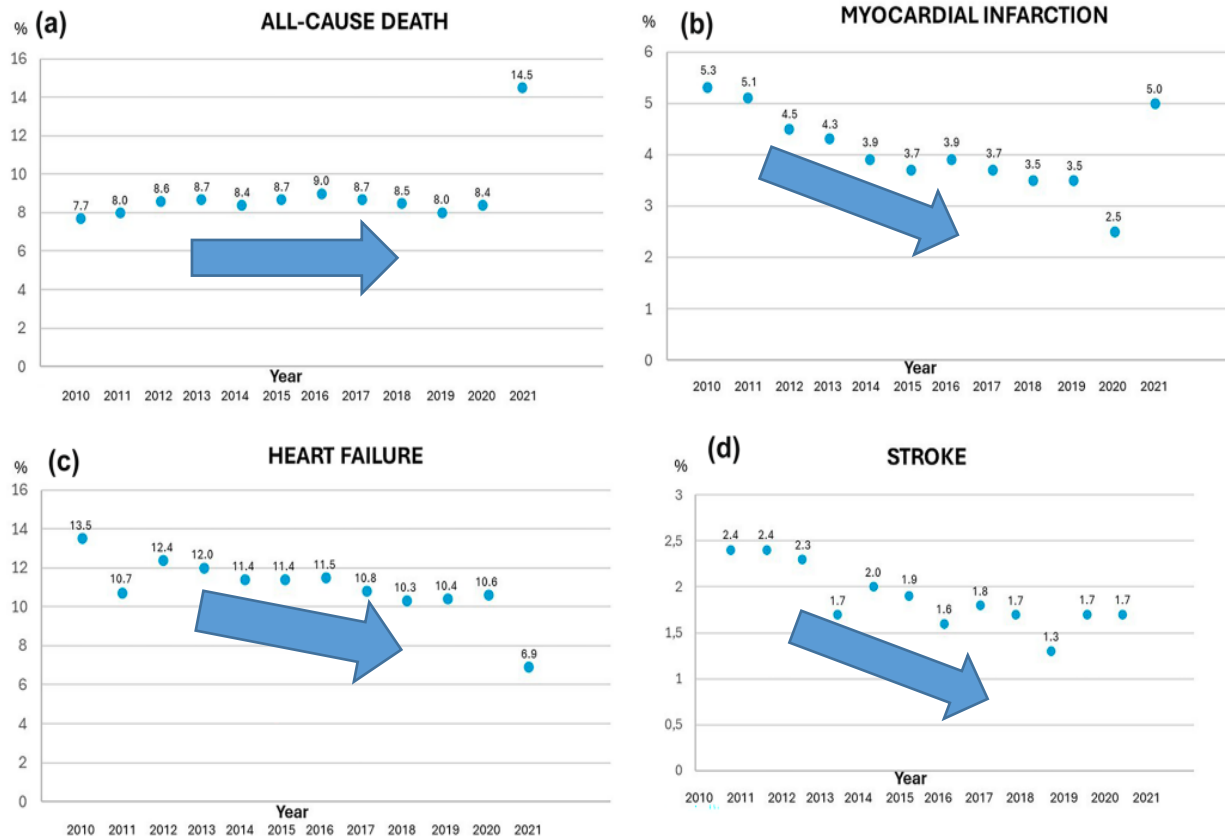 % (a) ALL-CAUSE DEATH
16
14
12
10
8
6
4
2
0
7.7 8.0 8.6 8.7 8.4 8.7 9.0 8.7 8.5 8.0 8.4 14.5
Year
2010 2011 2012 2013 2014 2015 2016 2017 2018 2019 2020 2021
% (b) MYOCARDIAL INFARCTION
6
5
4
3
2
1
0
5.3 5.1 4.5 4.3 3.9 3.7 3.9 3.7 3.5 3.5 2.5 5.0
Year
2010 2011 2012 2013 2014 2015 2016 2017 2018 2019 2020 2021
% (c) HEART FAILURE
16
14
12
10
8
6
4
2
0
13.5 10.7 12.4 12.0 11.4 11.4 11.5 10.8 10.3 10.4 10.6 6.9
Year
2010 2011 2012 2013 2014 2015 2016 2017 2018 2019 2020 2021
% (d) STROKE
3
2,5
2
1,5
1
0,5
0
2.4 2.4 2.3 1.7 2.0 1.9 1.6 1.8 1.7 1.3 1.7 1.7
Year
2010 2011 2012 2013 2014 2015 2016 2017 2018 2019 2020 2021